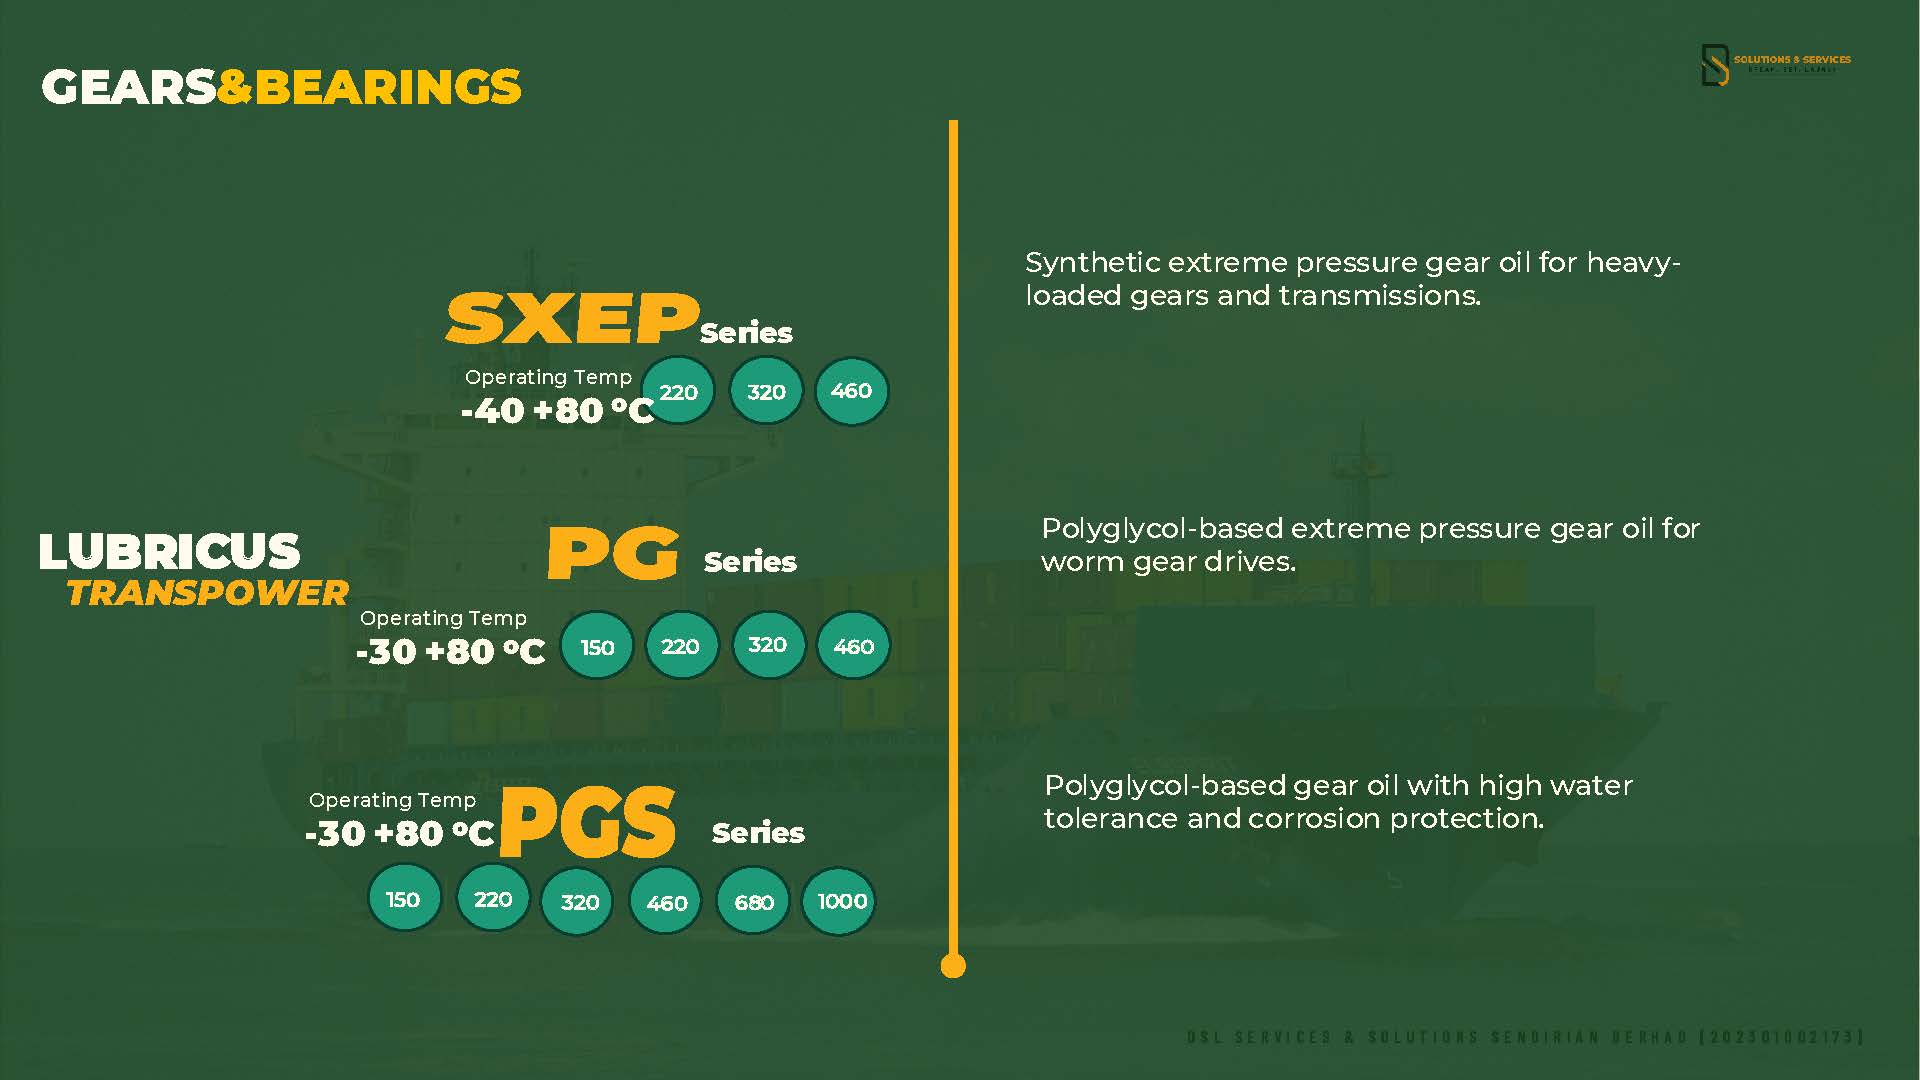 GEARS&BEARINGS
SOLUTIONS & SERVICES
SXEP Series
Operating Temp
-40 +80 ºC
220 320 460
Synthetic extreme pressure gear oil for heavy-
loaded gears and transmissions.
LUBRICUS
TRANSPOWER
PG Series
Operating Temp
-30 +80 ºC
150 220 320 460
Polyglycol-based extreme pressure gear oil for
worm gear drives.
Operating Temp
-30 +80 ºC
PGS Series
150 220 320 460 680 1000
Polyglycol-based gear oil with high water
tolerance and corrosion protection.
DSL SERVICES & SOLUTIONS SENDIRIAN BERHAD [202301002173]